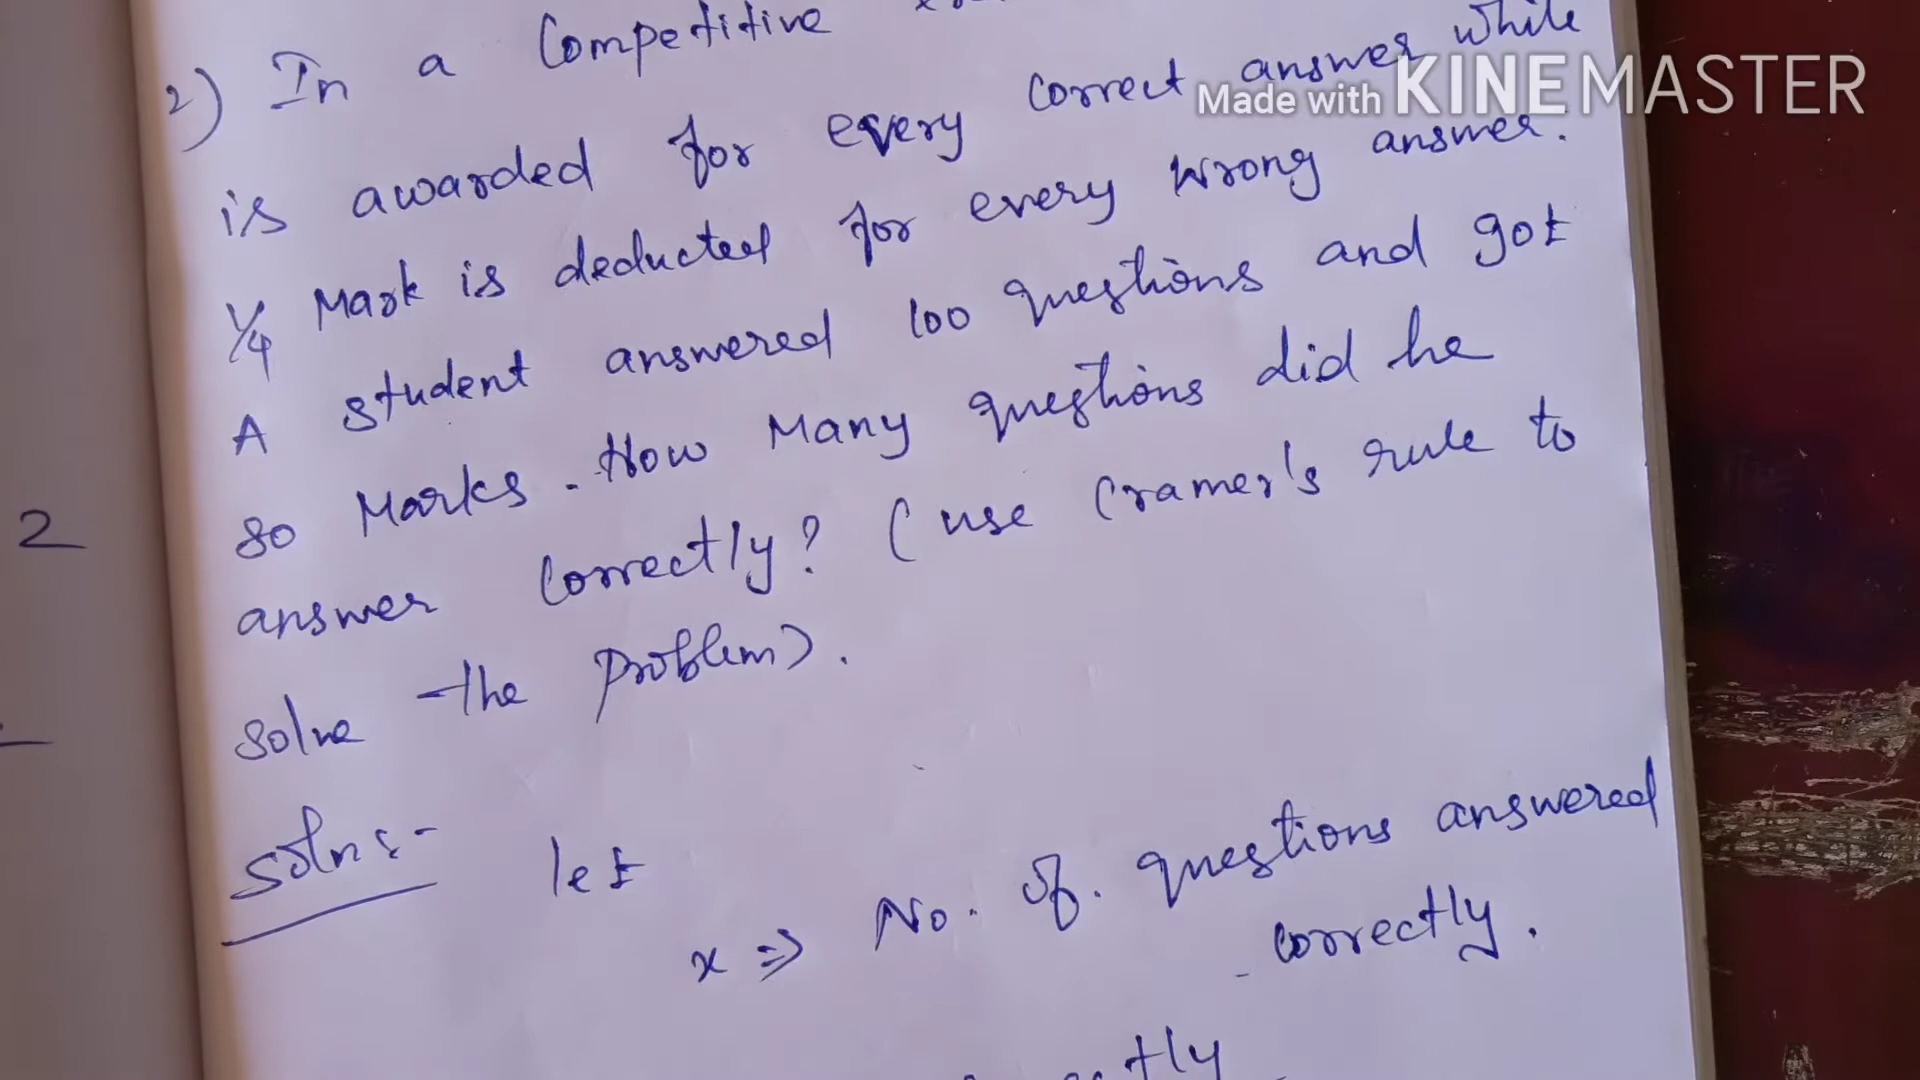 2) In a Competitive
is awarded for every correct answer while
1/4 Mark is deducted for every wrong answer.
A student answered 100 questions and got
80 Marks. How Many questions did he
answer correctly? (use Cramer's rule to
solve the problem).
Soln:- let
x => No. of. questions answered
correctly.
2
Made with KINEMASTER